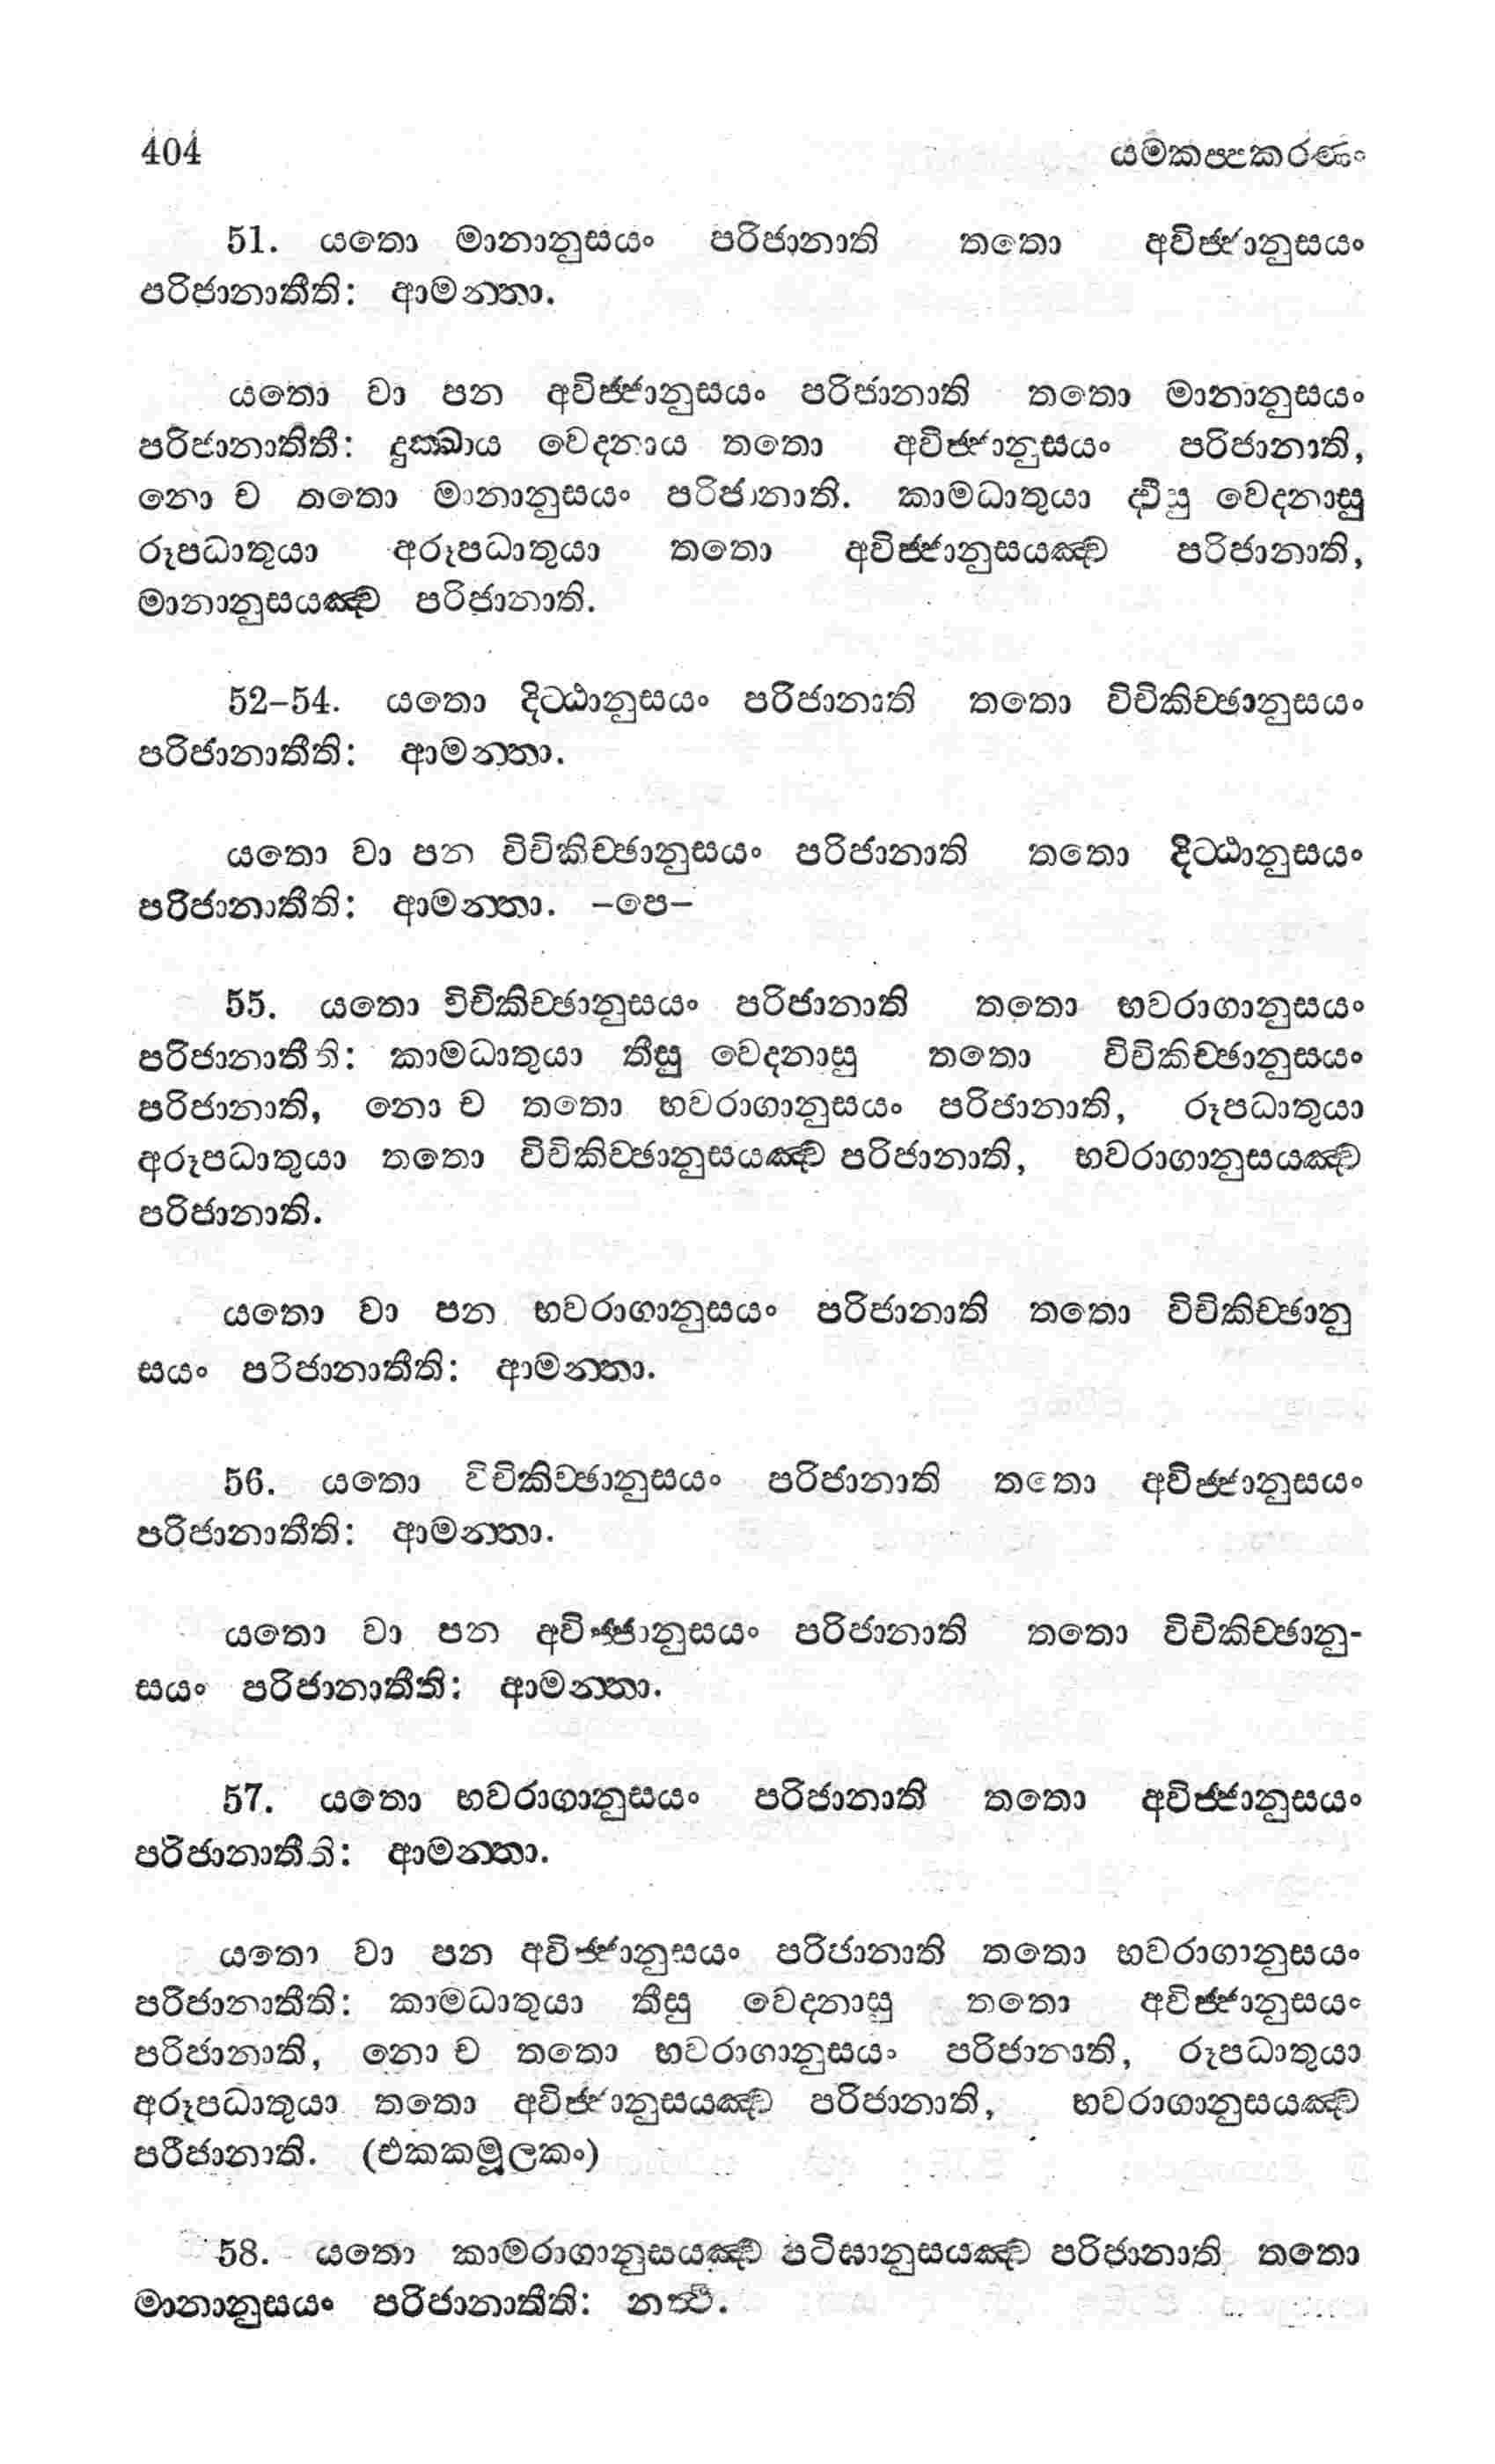 404 යමකප්පකරණං
51. යතො මානානුසයං පරිජානාති තතො අවිජ්ජානුසයං
පරිජානාතීති: ආමන්තා.
යතො වා පන අවිජ්ජානුසයං පරිජානාති තතො මානානුසයං
පරිජානාතිතී: දුක්ඛාය වෙදනාය තතො අවිජ්ජානුසයං පරිජානාති,
නො ච තතො මානානුසයං පරිජානාති. කාමධාතුයා ද්වීසු වෙදනාසු
රූපධාතුයා අරූපධාතුයා තතො අවිජ්ජානුසයඤ්ච පරිජානාති,
මානානුසයඤ්ච පරිජානාති.
52–54. යතො දිට්ඨානුසයං පරිජානාති තතො විචිකිච්ඡානුසයං
පරිජානාතීති: ආමන්තා.
යතො වා පන විචිකිච්ඡානුසයං පරිජානාති තතො දිට්ඨානුසයං
පරිජානාතීති: ආමන්තා. –පෙ–
55. යතො විචිකිච්ඡානුසයං පරිජානාති තතො භවරාගානුසයං
පරිජානාතීති: කාමධාතුයා තීසු වෙදනාසු තතො විචිකිච්ඡානුසයං
පරිජානාති, නො ච තතො භවරාගානුසයං පරිජානාති, රූපධාතුයා
අරූපධාතුයා තතො විචිකිච්ඡානුසයඤ්ච පරිජානාති, භවරාගානුසයඤ්ච
පරිජානාති.
යතො වා පන භවරාගානුසයං පරිජානාති තතො විචිකිච්ඡානු
සයං පරිජානාතීති: ආමන්තා.
56. යතො විචිකිච්ඡානුසයං පරිජානාති තතො අවිජ්ජානුසයං
පරිජානාතීති: ආමන්තා.
යතො වා පන අවිජ්ජානුසයං පරිජානාති තතො විචිකිච්ඡානු-
සයං පරිජානාතීති: ආමන්තා.
57. යතො භවරාගානුසයං පරිජානාති තතො අවිජ්ජානුසයං
පරිජානාතීති: ආමන්තා.
යතො වා පන අවිජ්ජානුසයං පරිජානාති තතො භවරාගානුසයං
පරිජානාතීති: කාමධාතුයා තීසු වෙදනාසු තතො අවිජ්ජානුසයං
පරිජානාති, නො ච තතො භවරාගානුසයං පරිජානාති, රූපධාතුයා
අරූපධාතුයා තතො අවිජ්ජානුසයඤ්ච පරිජානාති, භවරාගානුසයඤ්ච
පරීජානාති. (එකකමූලකං)
58. යතො කාමරාගානුසයඤ්ච පටිඝානුසයඤ්ච පරිජානාති තතො
මානානුසයං පරිජානාතීති: නත්ථි.